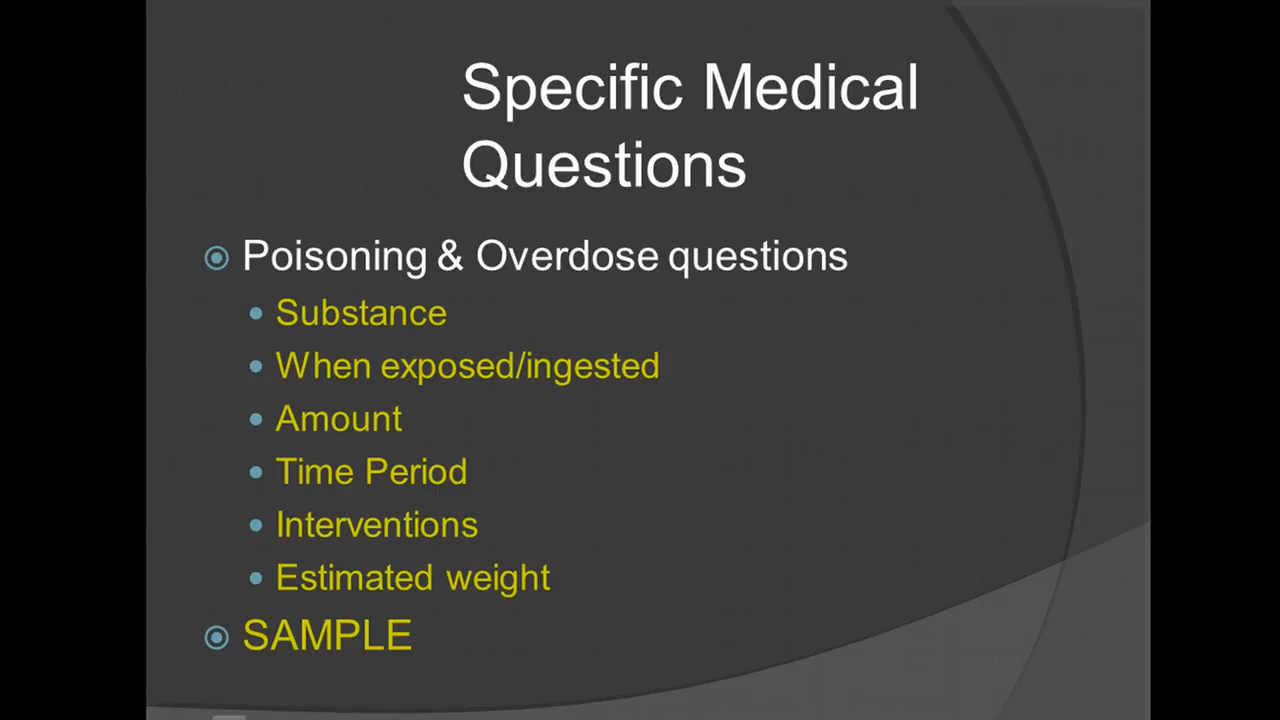 Specific Medical
Questions
Poisoning & Overdose questions
Substance
When exposed/ingested
Amount
Time Period
Interventions
Estimated weight
SAMPLE